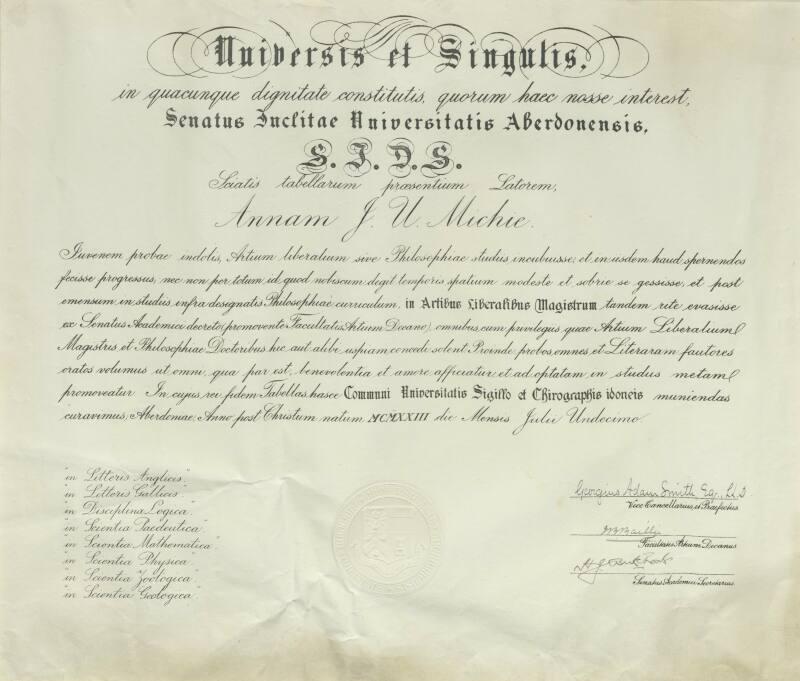 Universis et Singulis,
in quacunque dignitate constitutis, quorum haec nosse interest,
Senatus Inclitae Universitatis Aberdonensis,
S. J. D. S.
Sciatis tabellarum præsentium Latorem,
Annam J. U. Michie.
Juvenem probae indolis, Artium liberalium sive Philosophiae studiis incubuisse; et in iisdem haud spernendos
fecisse progressus; nec non per totum id quod nobiscum degit temporis spatium modeste et sobrie se gessisse; et post
emensum in studiis infra designatis Philosophiae curriculum, in Artibus Liberalibus Magistrum tandem rite evasisse
ex Senatus Academici decreto, (promovente Facultatis Artium Decano), omnibus cum privilegiis quae Artium Liberalium
Magistris et Philosophiae Doctoribus hic aut alibi uspiam concedi solent. Proinde probos omnes et Literarum fautores
oratos volumus ut omni, qua par est, benevolentia et amore afficiatur; et ad optatam in studiis metam
promoveatur. In cujus rei fidem Tabellas hasce Communi Universitatis Sigillo et Chirographis idoneis muniendas
curavimus, Aberdonae; Anno post Christum natum MCMXXIII die Mensis Julii Undecimo.
"in Litteris Anglicis".
"in Litteris Gallicis".
"in Disciplina Logica".
"in Scientia Paedeutica".
"in Scientia Mathematica".
"in Scientia Physica".
"in Scientia Zoologica".
"in Scientia Geologica".
Georgius Adam Smith Eq., LL.D.
Vice Cancellarius, et Praefectus
Facultatis Artium Decanus
Senatus Academici Secretarius